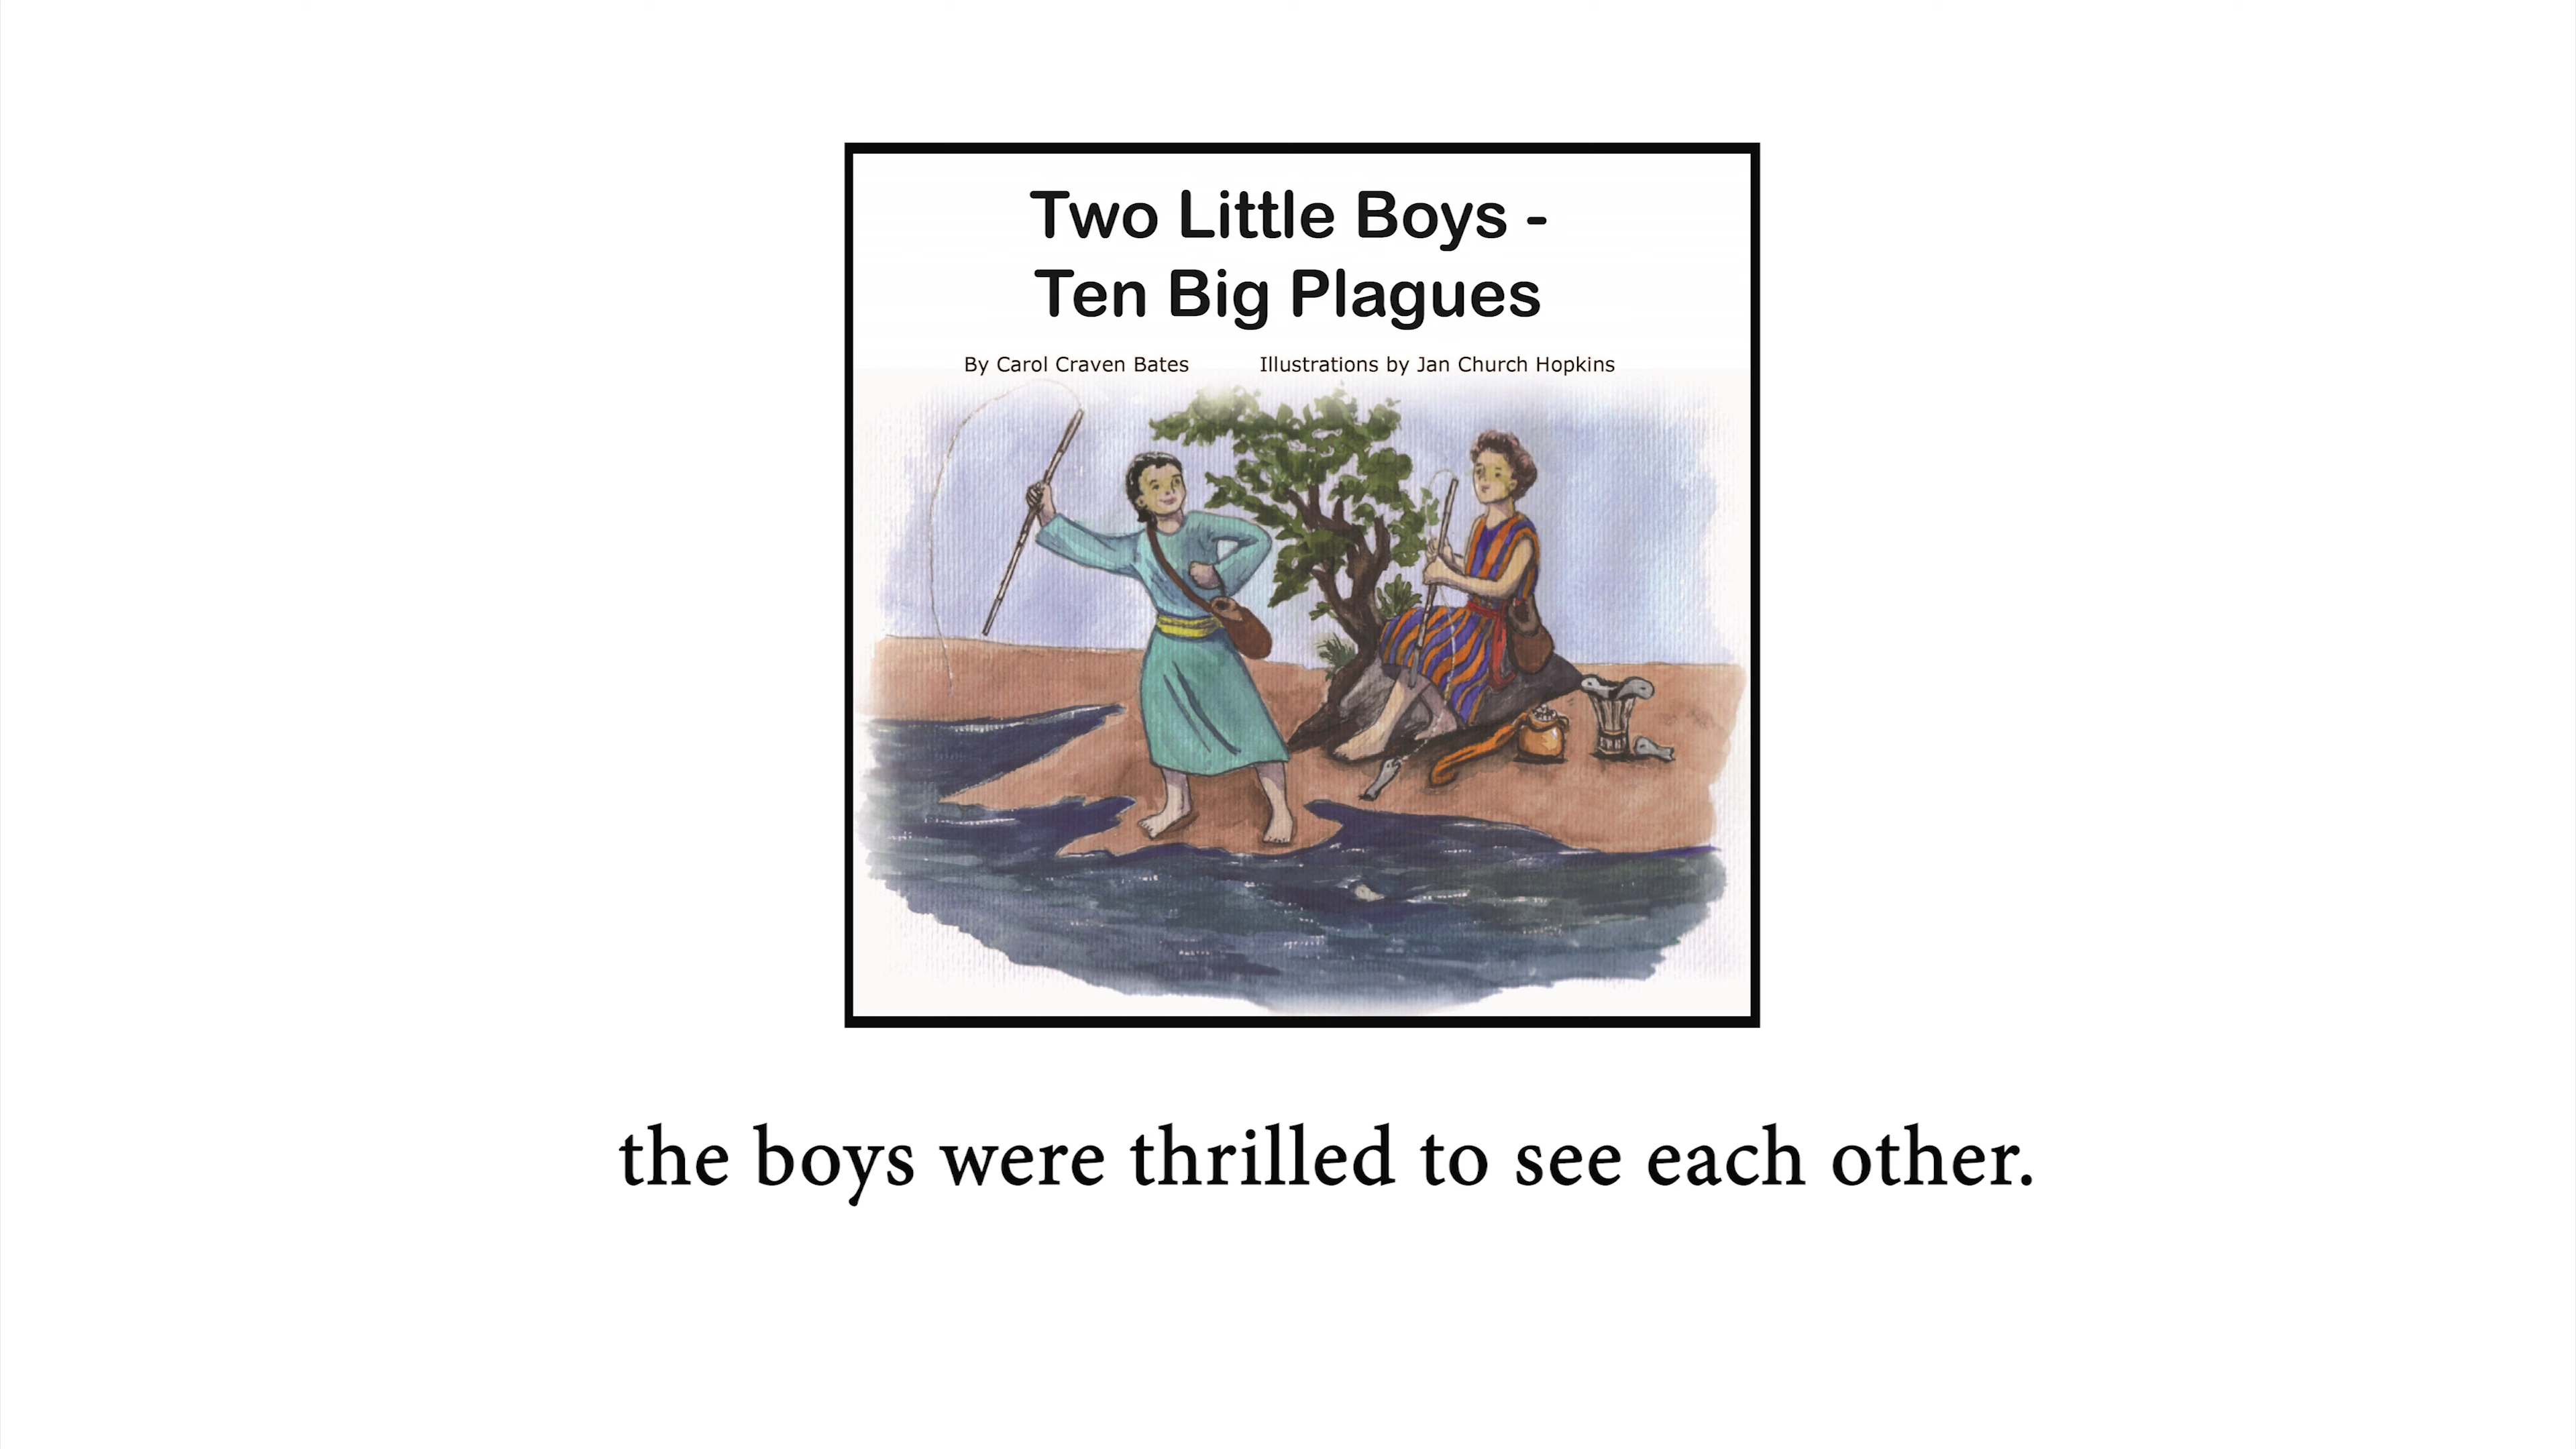 Two Little Boys -
Ten Big Plagues
By Carol Craven Bates Illustrations by Jan Church Hopkins
the boys were thrilled to see each other.